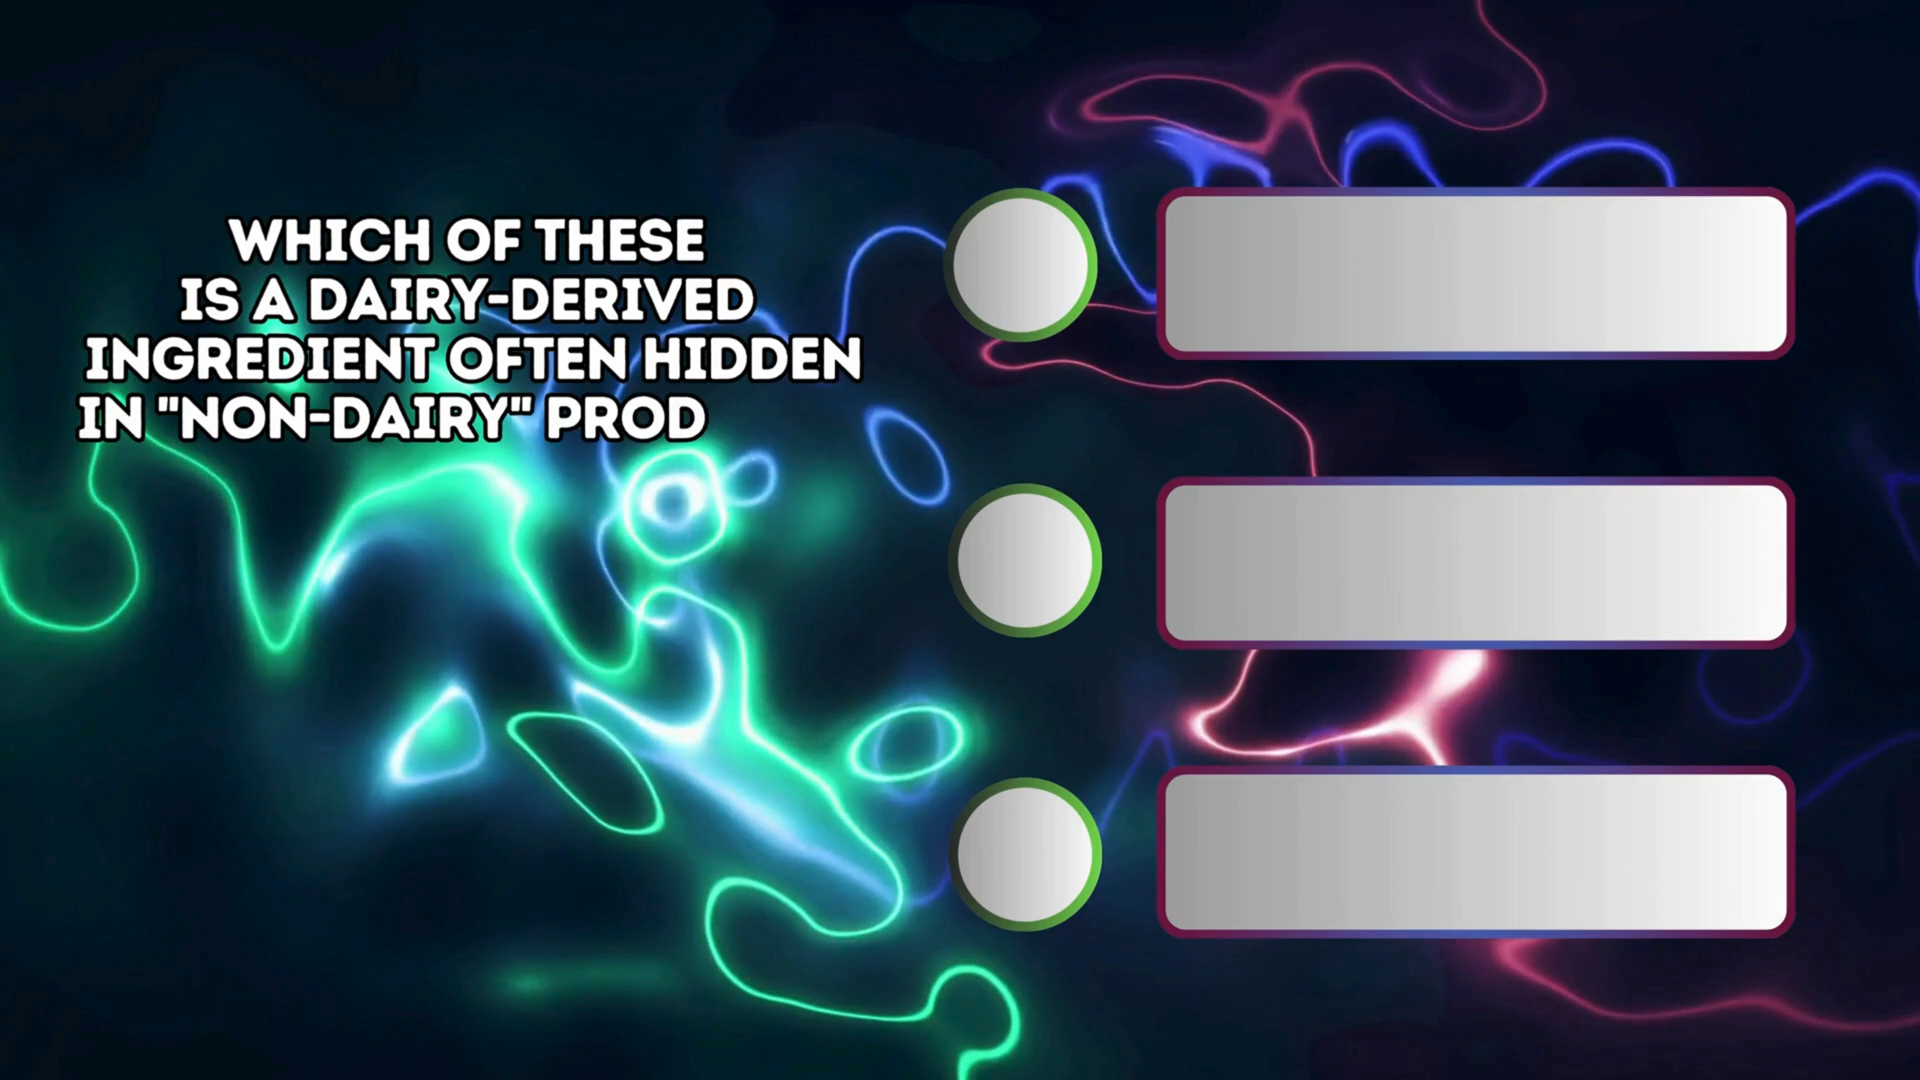 WHICH OF THESE
IS A DAIRY-DERIVED
INGREDIENT OFTEN HIDDEN
IN "NON-DAIRY" PROD